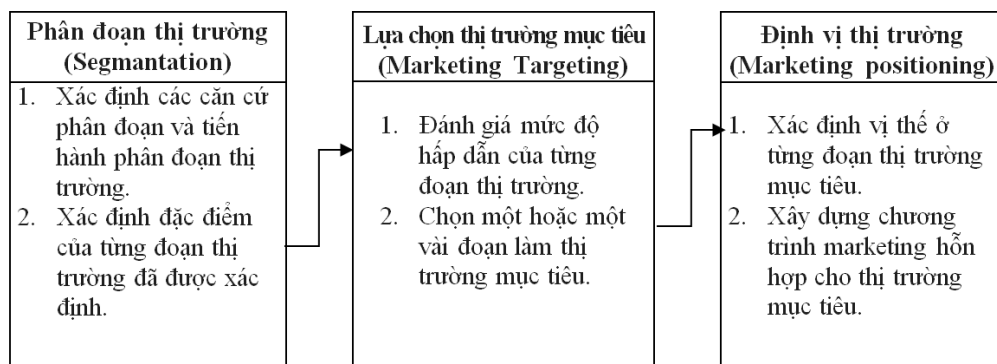 Phân đoạn thị trường
(Segmantation)
1. Xác định các căn cứ
phân đoạn và tiến
hành phân đoạn thị
trường.
2. Xác định đặc điểm
của từng đoạn thị
trường đã được xác
định.
Lựa chọn thị trường mục tiêu
(Marketing Targeting)
1. Đánh giá mức độ
hấp dẫn của từng
đoạn thị trường.
2. Chọn một hoặc một
vài đoạn làm thị
trường mục tiêu.
Định vị thị trường
(Marketing positioning)
1. Xác định vị thế ở
từng đoạn thị trường
mục tiêu.
2. Xây dựng chương
trình marketing hỗn
hợp cho thị trường
mục tiêu.